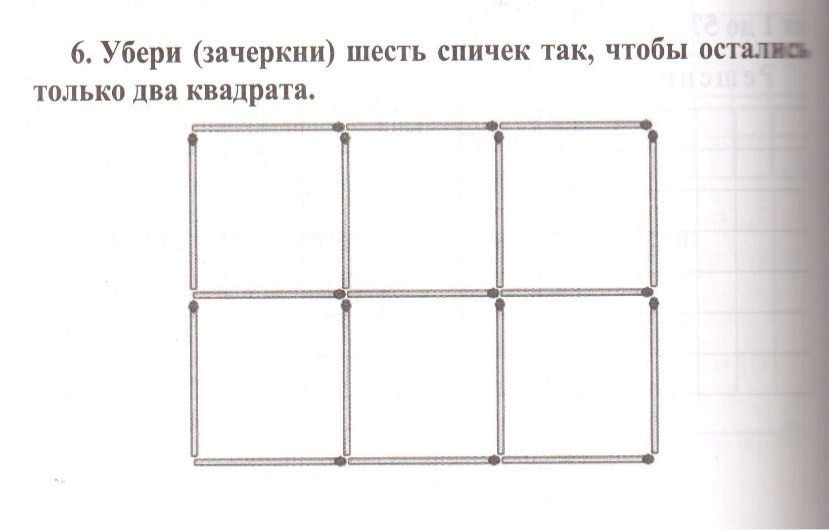 6. Убери (зачеркни) шесть спичек так, чтобы остались
только два квадрата.